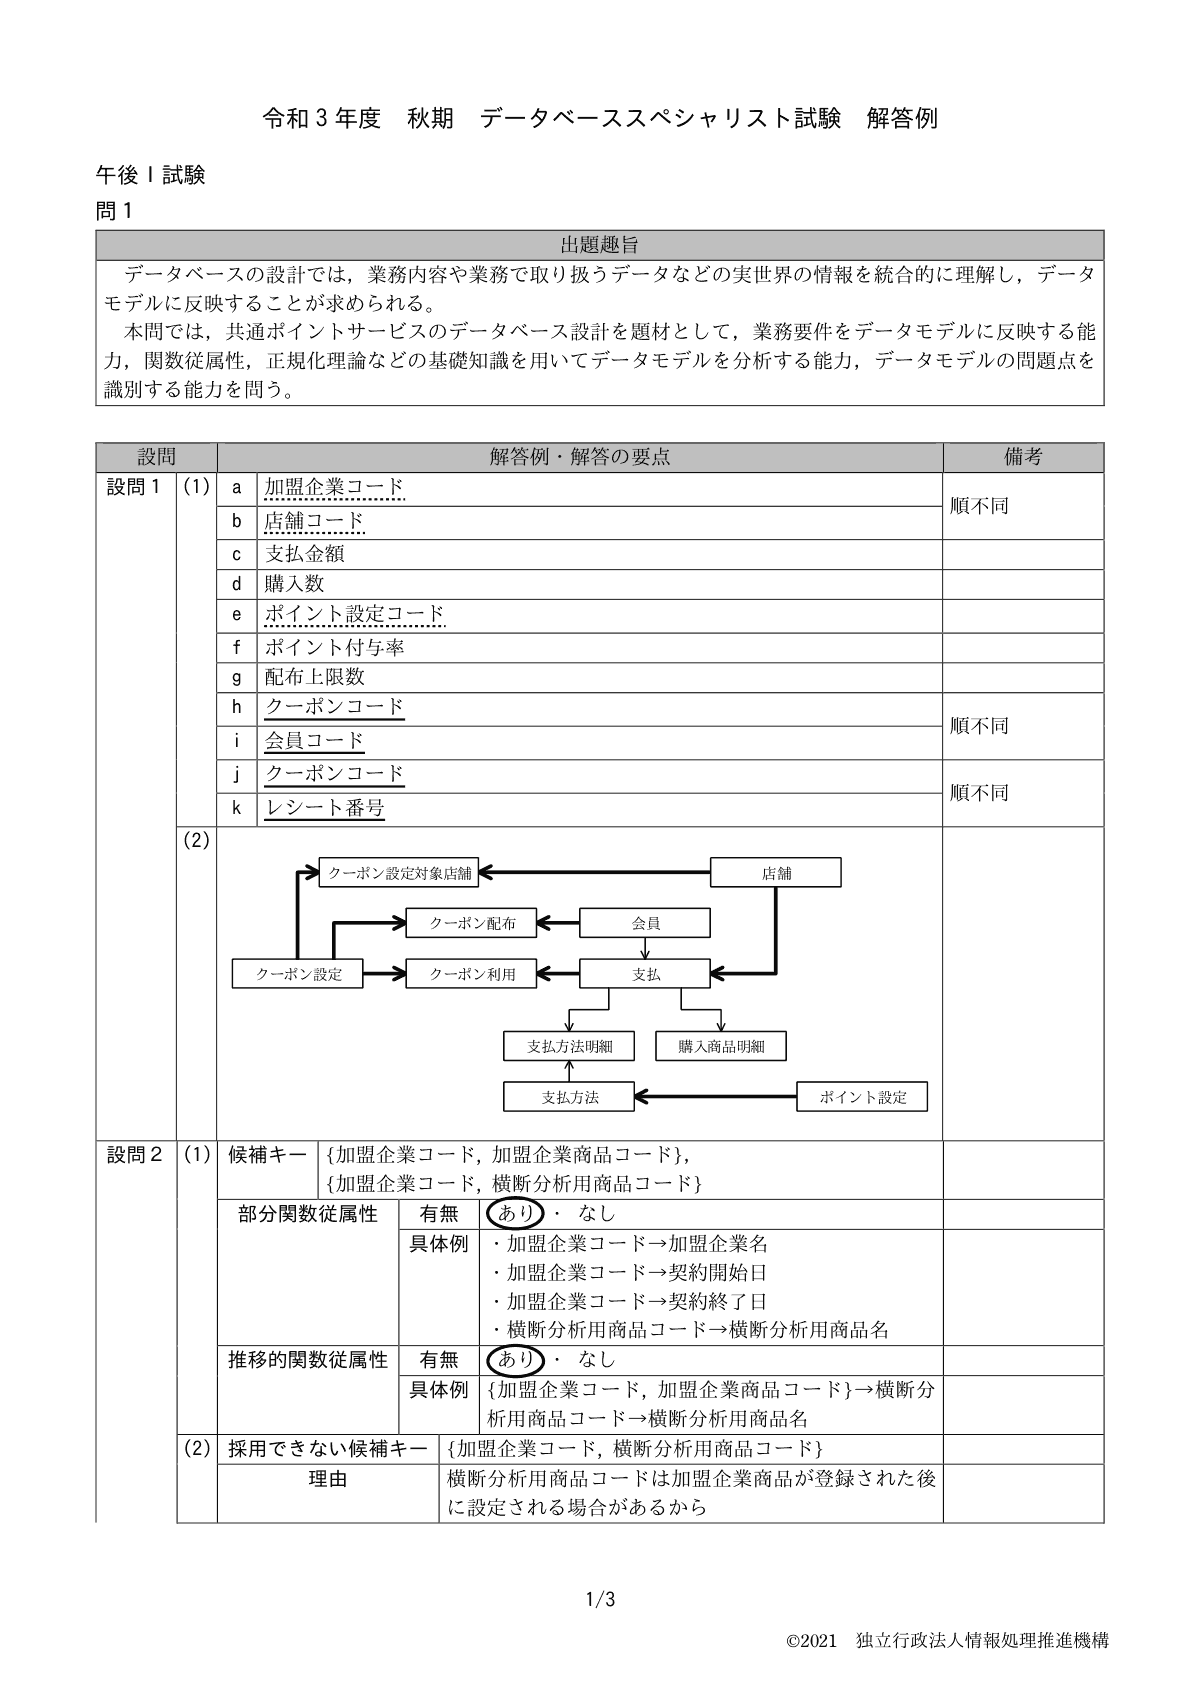 令和３年度　秋期　データベーススペシャリスト試験　解答例
午後Ⅰ試験
問１
出題趣旨
データベースの設計では，業務内容や業務で取り扱うデータなどの実世界の情報を統合的に理解し，データ
モデルに反映することが求められる。
本問では，共通ポイントサービスのデータベース設計を題材として，業務要件をデータモデルに反映する能
力，関数従属性，正規化理論などの基礎知識を用いてデータモデルを分析する能力，データモデルの問題点を
識別する能力を問う。
設問　解答例・解答の要点　備考
設問１ (1) a 加盟企業コード 順不同
b 店舗コード
c 支払金額
d 購入数
e ポイント設定コード
f ポイント付与率
g 配布上限数
h クーポンコード 順不同
i 会員コード
j クーポンコード 順不同
k レシート番号
(2)
クーポン設定対象店舗 店舗
クーポン配布 会員
クーポン設定 クーポン利用 支払
支払方法明細 購入商品明細
支払方法 ポイント設定
設問２ (1) 候補キー {加盟企業コード, 加盟企業商品コード},
{加盟企業コード, 横断分析用商品コード}
部分関数従属性 有無 あり ・ なし
具体例 ・加盟企業コード→加盟企業名
・加盟企業コード→契約開始日
・加盟企業コード→契約終了日
・横断分析用商品コード→横断分析用商品名
推移的関数従属性 有無 あり ・ なし
具体例 {加盟企業コード, 加盟企業商品コード}→横断分
析用商品コード→横断分析用商品名
(2) 採用できない候補キー {加盟企業コード, 横断分析用商品コード}
理由 横断分析用商品コードは加盟企業商品が登録された後
に設定される場合があるから
1/3
©2021　独立行政法人情報処理推進機構